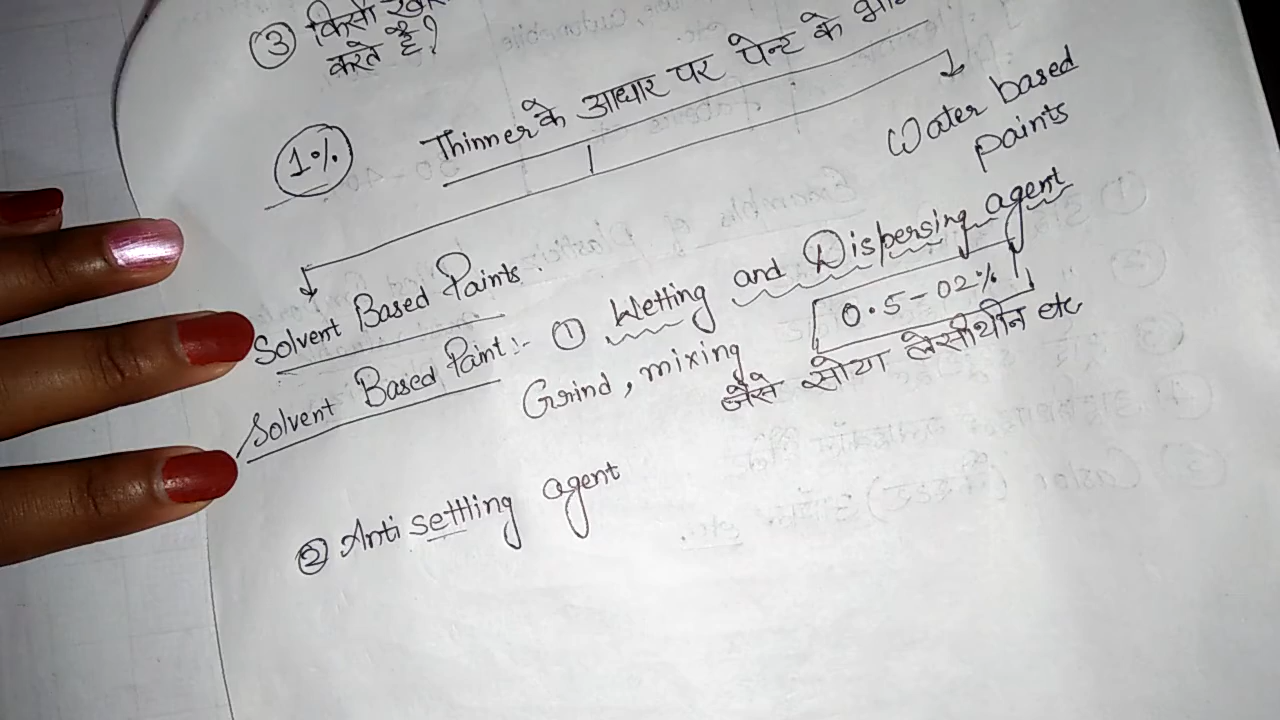 ③ किसी
करते है?
1%
Thinner के आधार पर पेन्ट के
Solvent Based Paints.
Water based
paints
Solvent Based Paint:- ① Wetting and Dispersing agent
Grind, mixing
0.5-02%
जैसे सोया लेसीथीन etc
② Anti settling agent